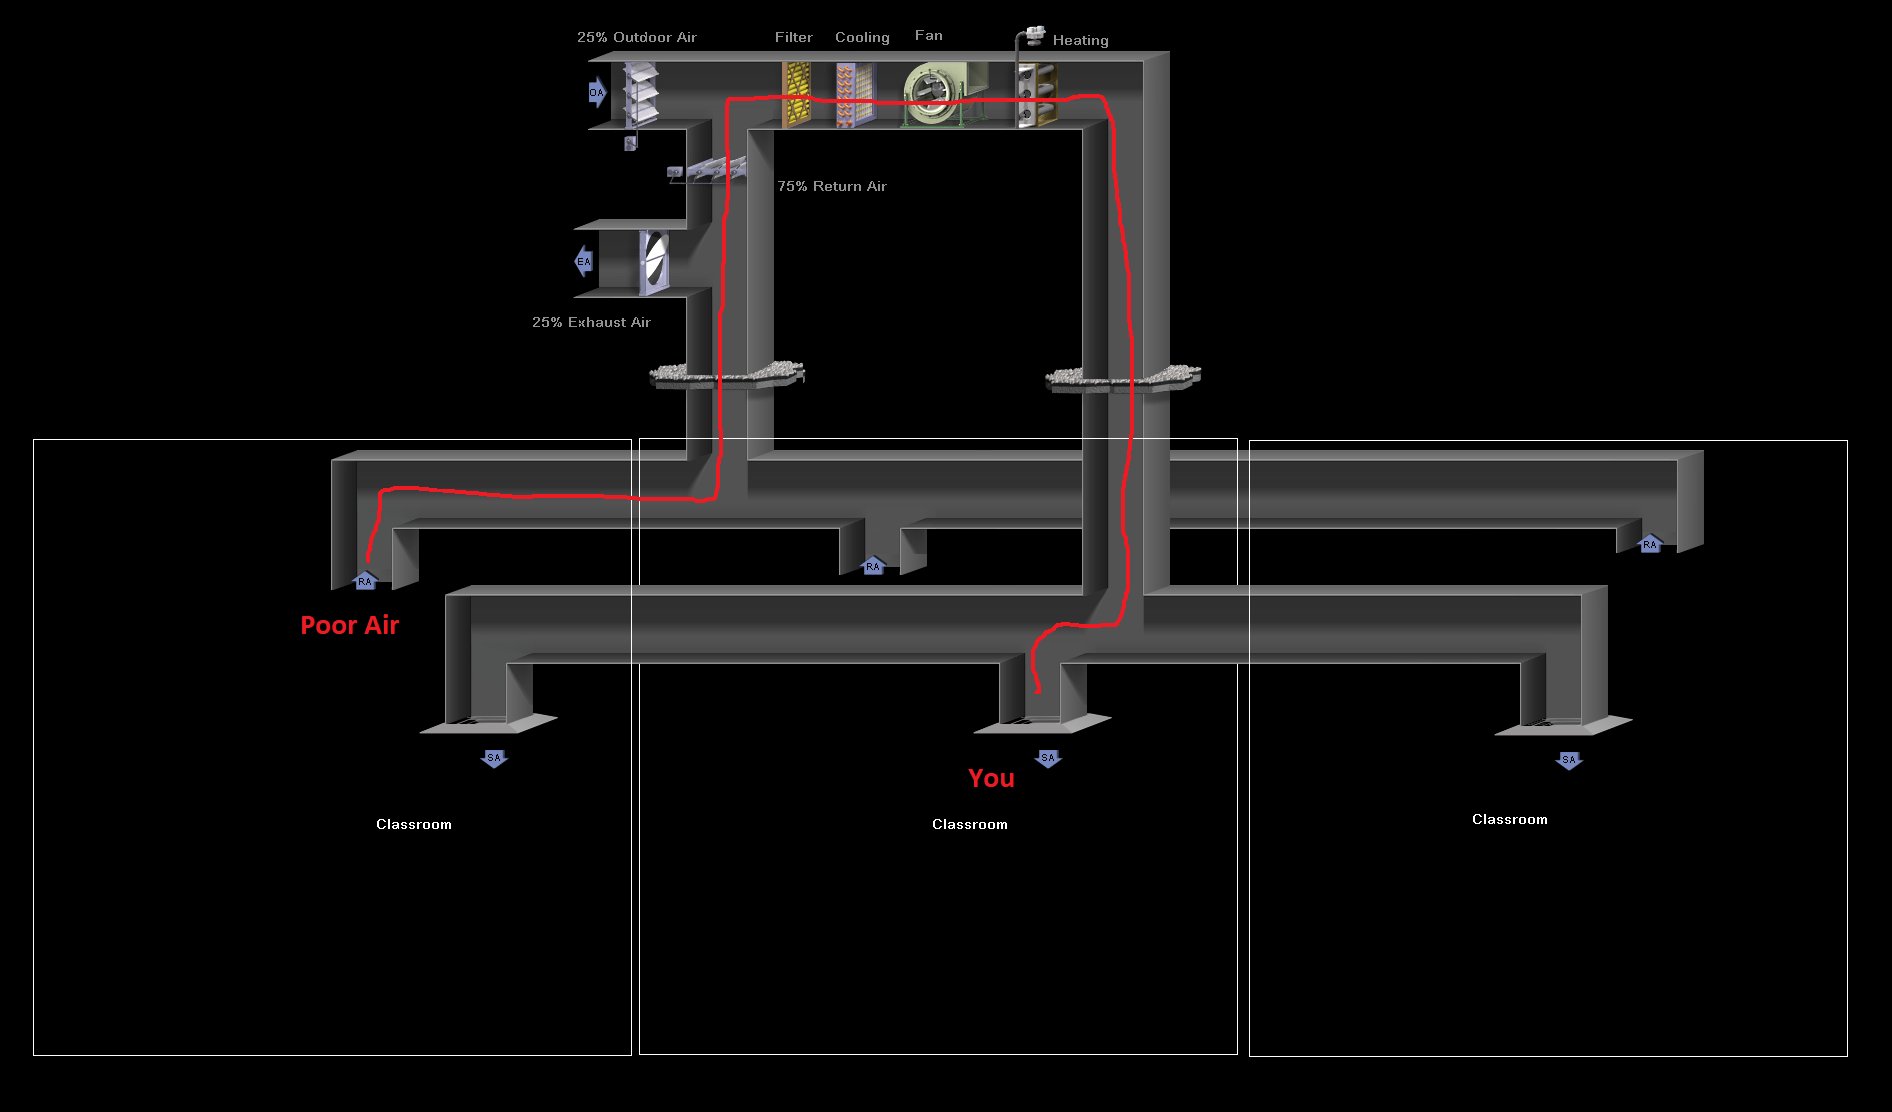 25% Outdoor Air
Filter
Cooling
Fan
Heating
OA
75% Return Air
EA
25% Exhaust Air
RA
RA
RA
Poor Air
SA
SA
SA
You
Classroom
Classroom
Classroom